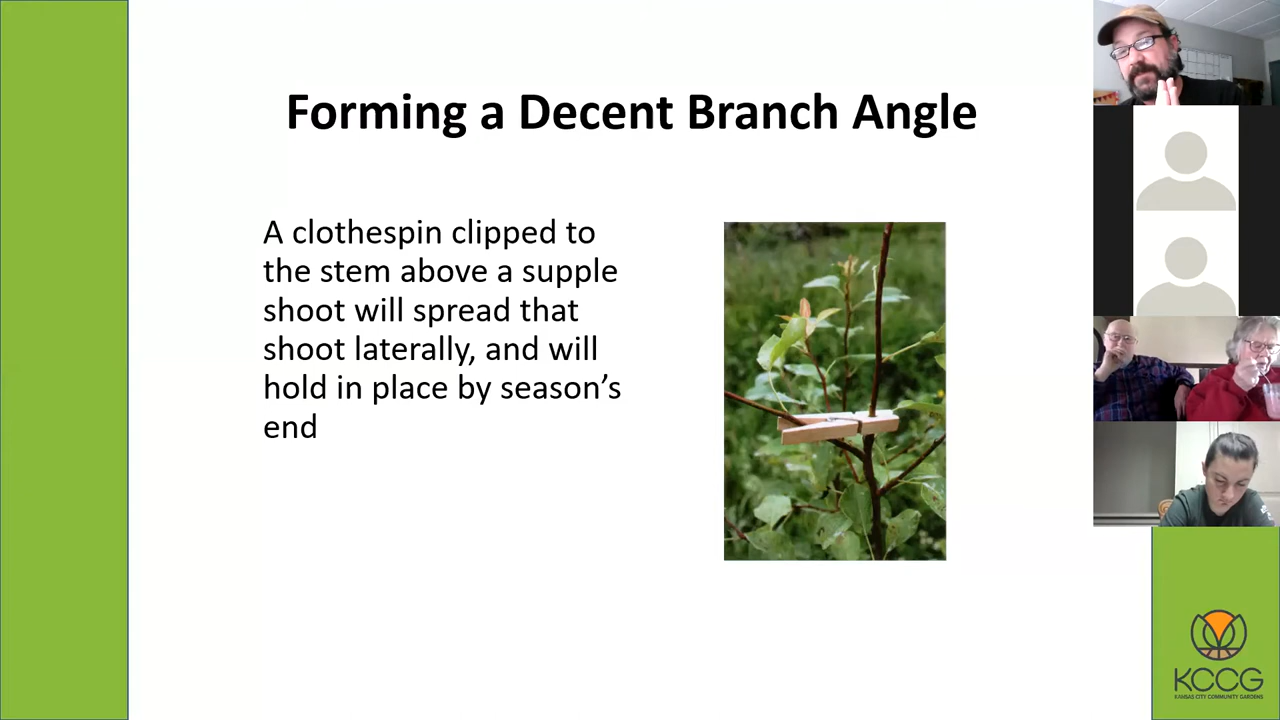 Forming a Decent Branch Angle
A clothespin clipped to
the stem above a supple
shoot will spread that
shoot laterally, and will
hold in place by season’s
end
KCCG
KANSAS CITY COMMUNITY GARDENS